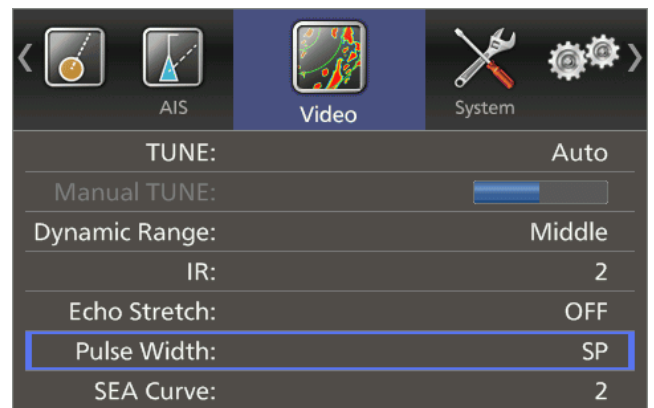 AIS
Video
System
TUNE: Auto
Manual TUNE:
Dynamic Range: Middle
IR: 2
Echo Stretch: OFF
Pulse Width: SP
SEA Curve: 2